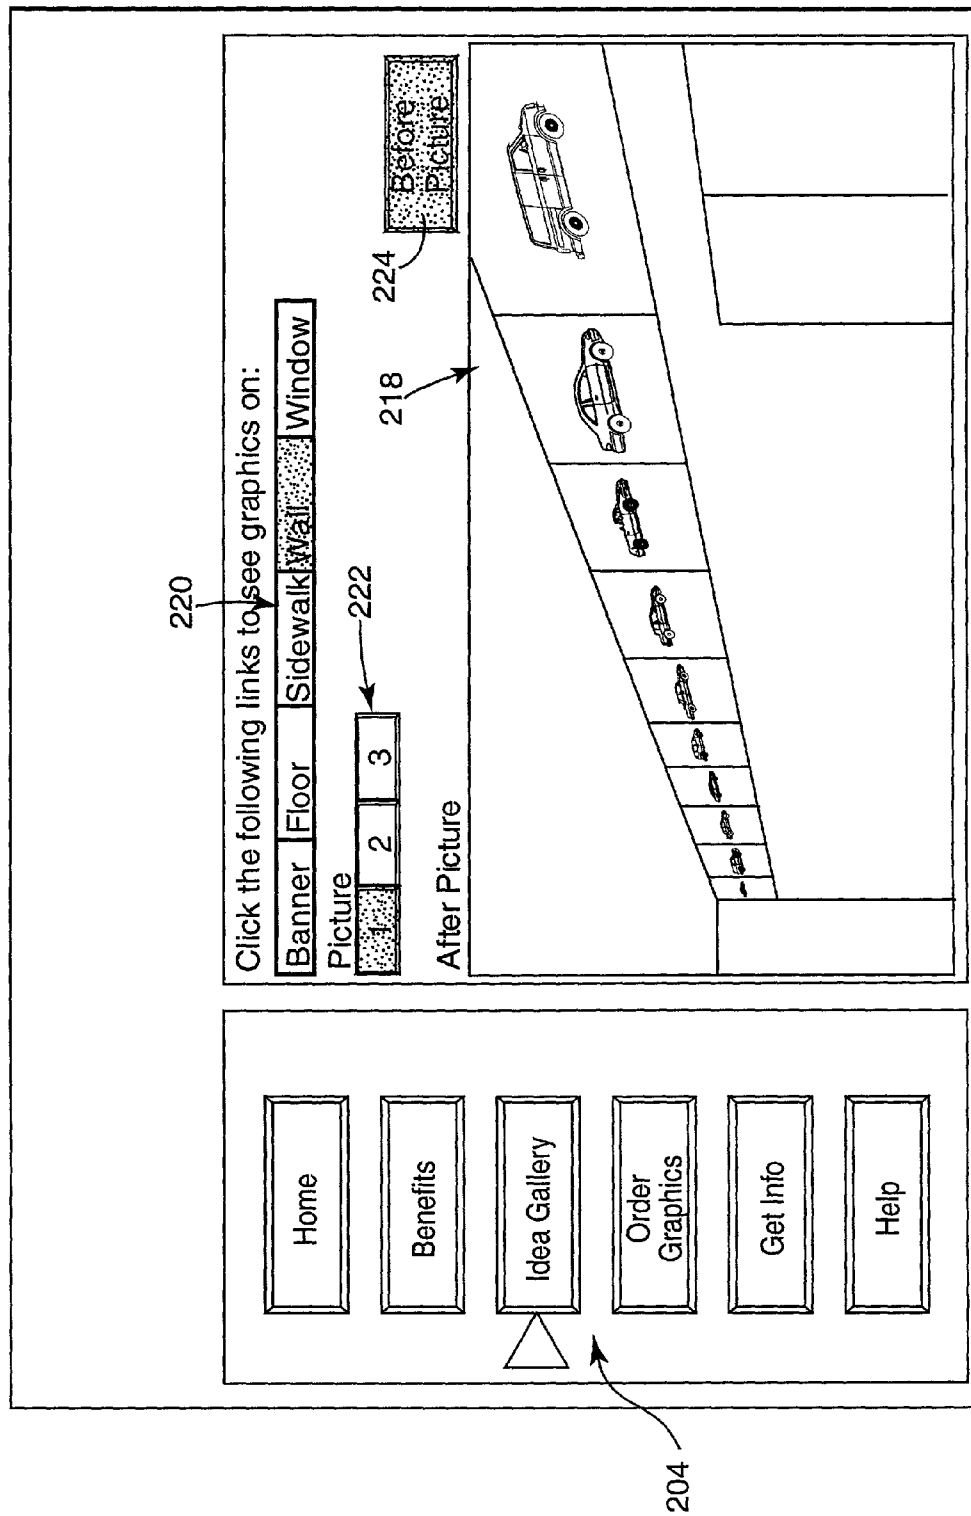 220
Click the following links to see graphics on:
Banner Floor Sidewalk Wall Window
Picture
222
1 2 3
224
Before
Picture
After Picture
218
Home
Benefits
Idea Gallery
Order
Graphics
Get Info
Help
204